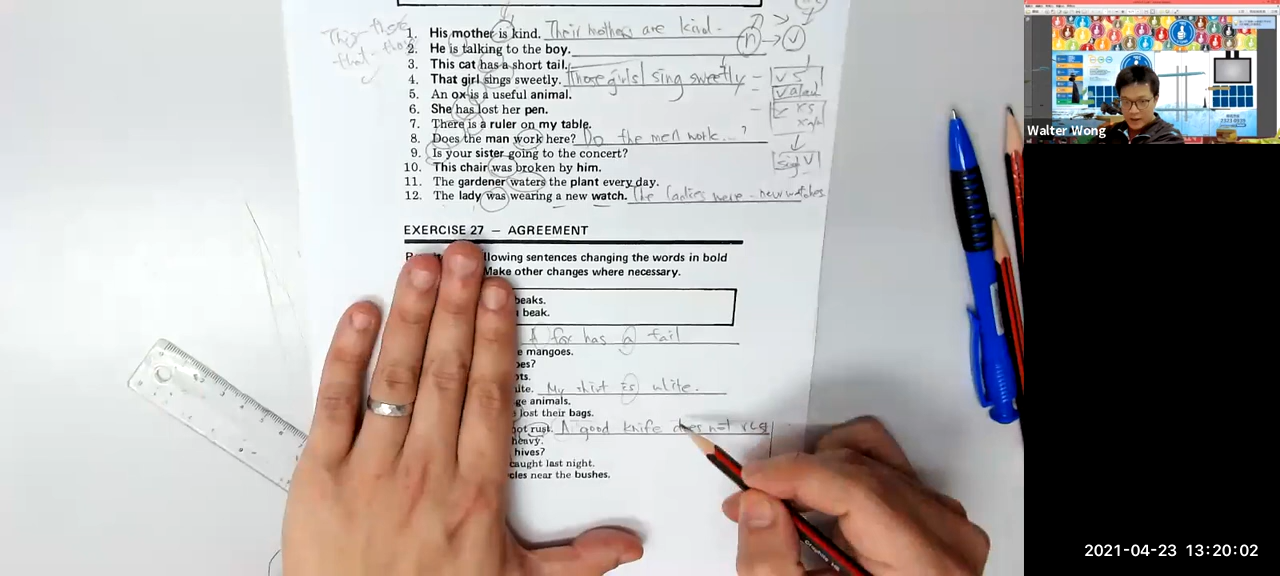 1. His mother is kind. Their mothers are kind.
2. He is talking to the boy.
3. This cat has a short tail.
4. That girl sings sweetly. Those girls sing sweetly
5. An ox is a useful animal.
6. She has lost her pen.
7. There is a ruler on my table.
8. Does the man work here? Do the men work...?
9. Is your sister going to the concert?
10. This chair was broken by him.
11. The gardener waters the plant every day.
12. The lady was wearing a new watch. The ladies were - new watches
EXERCISE 27 — AGREEMENT
llowing sentences changing the words in bold
Make other changes where necessary.
beaks.
beak.
A fox has a tail
e mangoes.
oes?
ots.
ite. My shirt is white.
ge animals.
lost their bags.
not rust. A good knife does not
heavy.
hives?
caught last night.
cles near the bushes.
Walter Wong
2021-04-23 13:20:02